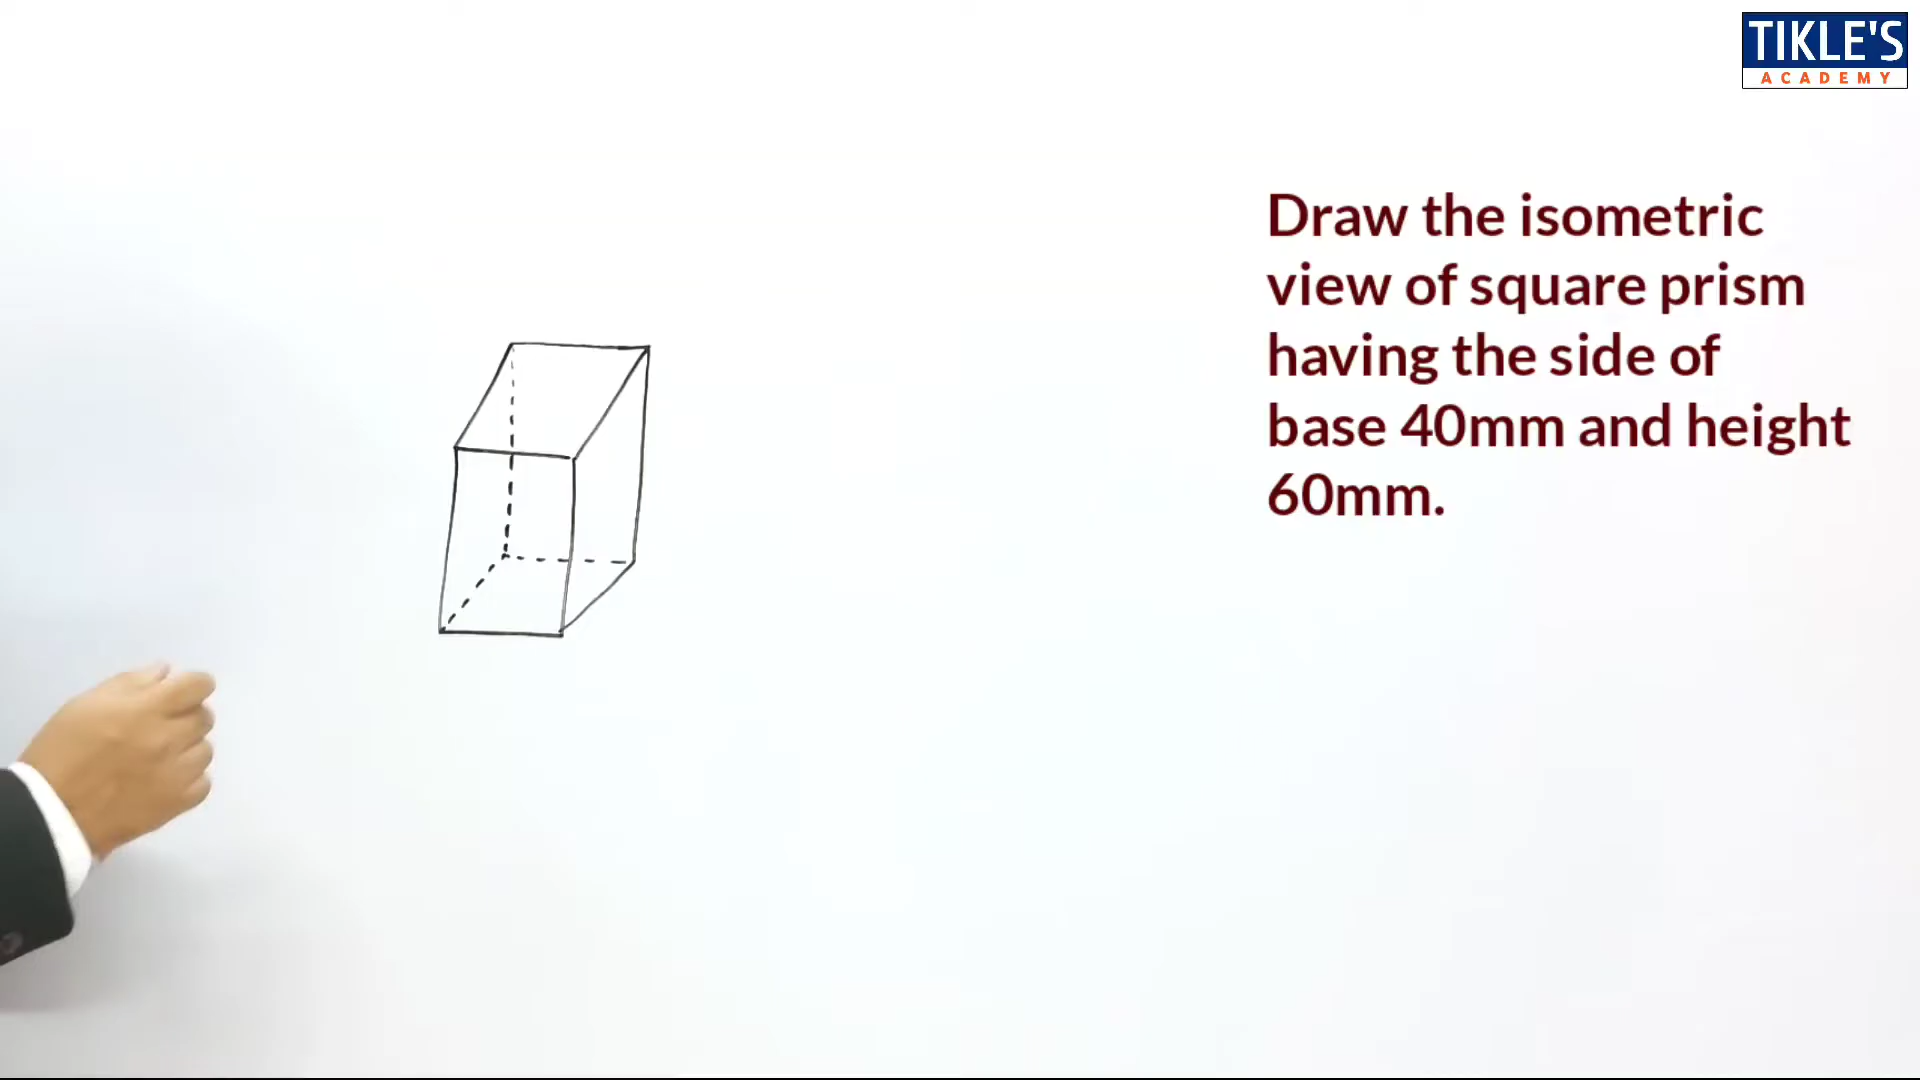 TIKLE'S
ACADEMY
Draw the isometric
view of square prism
having the side of
base 40mm and height
60mm.